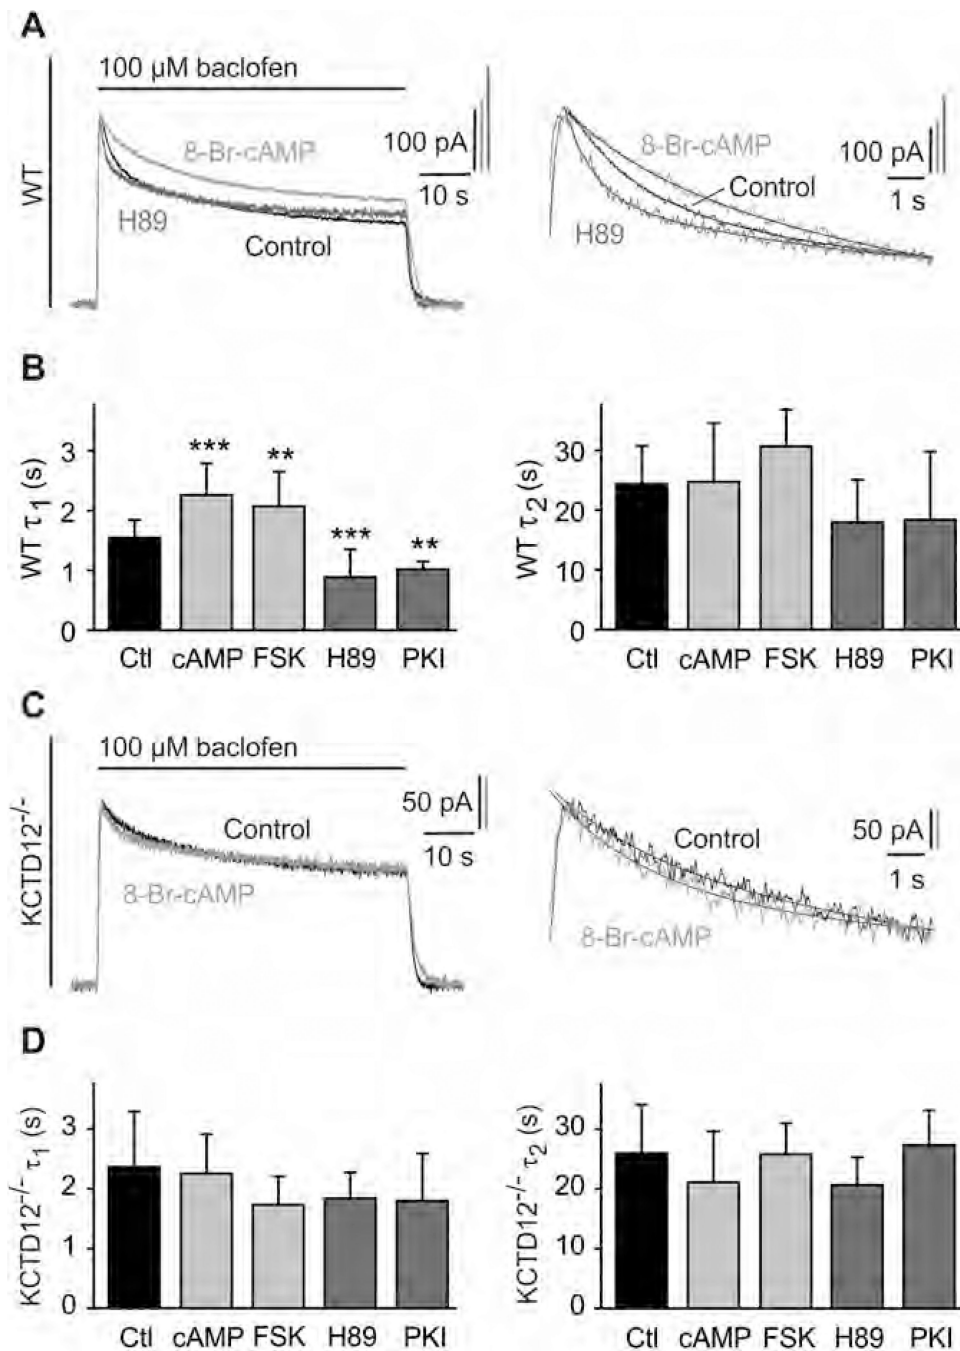 A
WT
100 µM baclofen
8-Br-cAMP
H89
Control
100 pA
10 s
8-Br-cAMP
Control
H89
100 pA
1 s
B
WT τ1 (s)
3
2
1
0
***
**
***
**
Ctl cAMP FSK H89 PKI
WT τ2 (s)
30
20
10
0
Ctl cAMP FSK H89 PKI
C
KCTD12-/-
100 µM baclofen
Control
8-Br-cAMP
50 pA
10 s
Control
8-Br-cAMP
50 pA
1 s
D
KCTD12-/- τ1 (s)
3
2
1
0
Ctl cAMP FSK H89 PKI
KCTD12-/- τ2 (s)
30
20
10
0
Ctl cAMP FSK H89 PKI